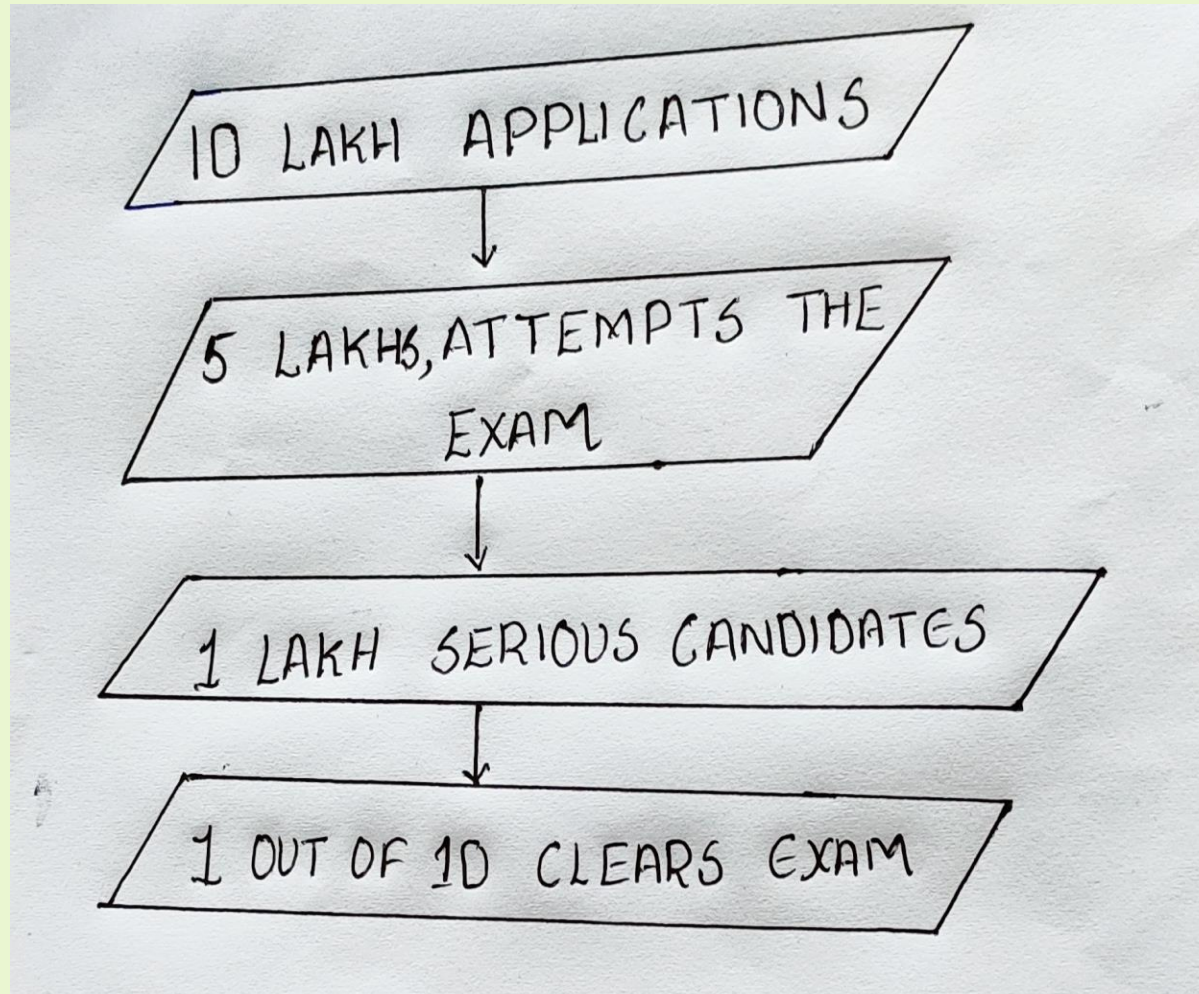 10 LAKH APPLICATIONS
5 LAKHS, ATTEMPTS THE
EXAM
1 LAKH SERIOUS CANDIDATES
1 OUT OF 10 CLEARS EXAM